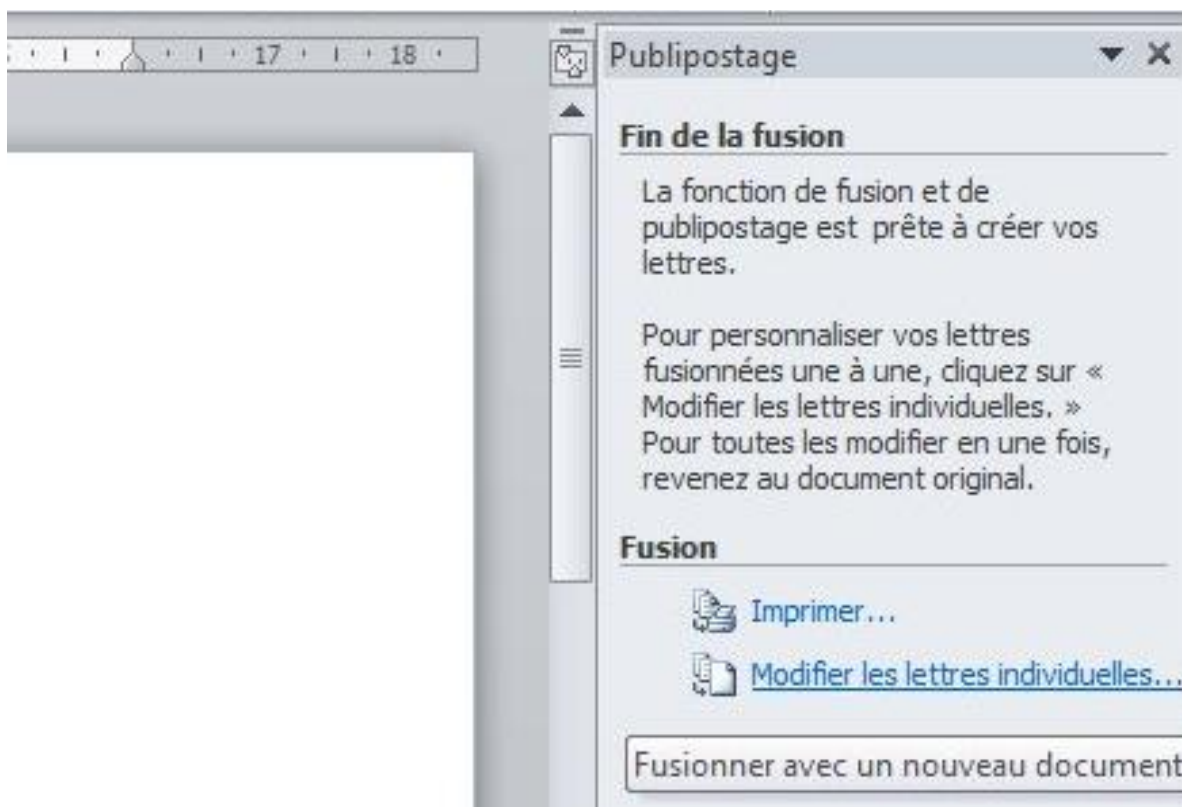 17 18
Publipostage
Fin de la fusion
La fonction de fusion et de
publipostage est prête à créer vos
lettres.
Pour personnaliser vos lettres
fusionnées une à une, cliquez sur «
Modifier les lettres individuelles. »
Pour toutes les modifier en une fois,
revenez au document original.
Fusion
Imprimer...
Modifier les lettres individuelles...
Fusionner avec un nouveau document